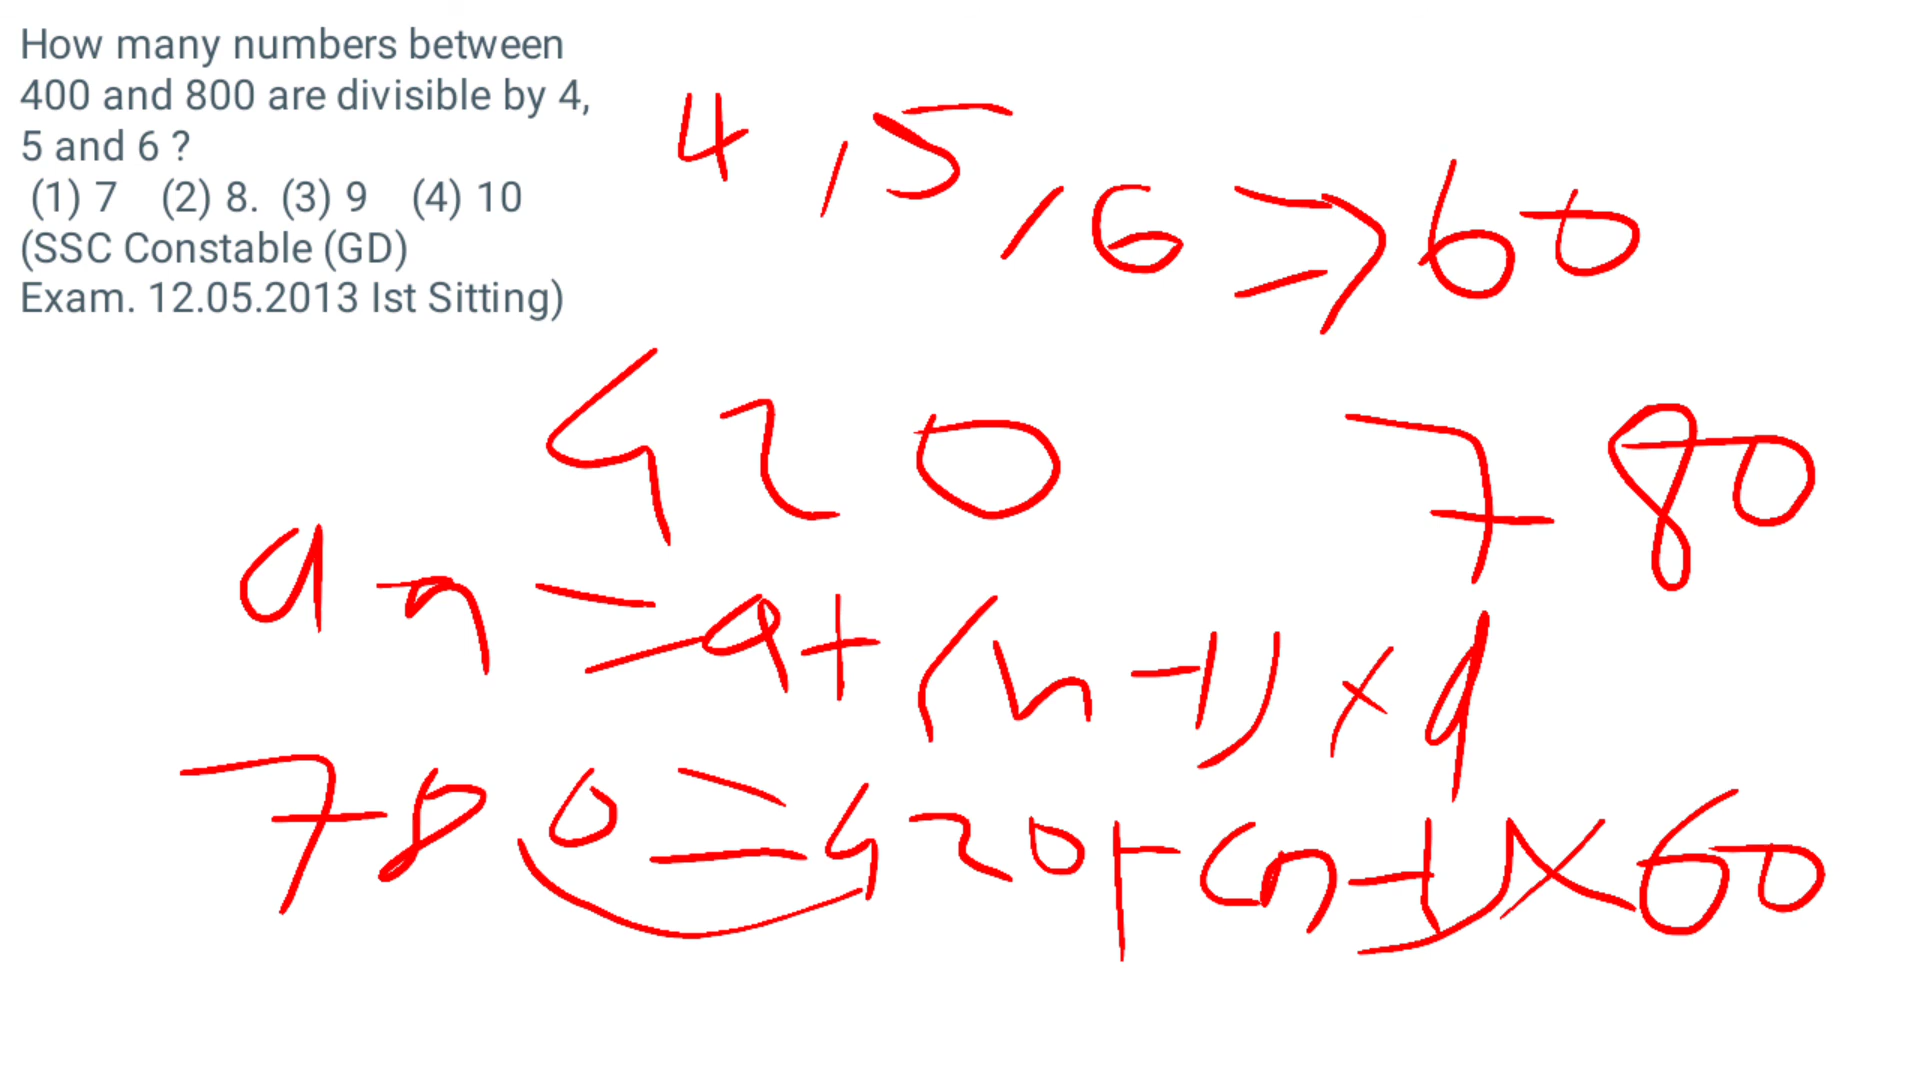 How many numbers between
400 and 800 are divisible by 4,
5 and 6 ?
(1) 7 (2) 8. (3) 9 (4) 10
(SSC Constable (GD)
Exam. 12.05.2013 Ist Sitting)
4, 5, 6 ⇒ 60
420 780
an = a + (n-1) × d
780 = 420 + (n-1) × 60